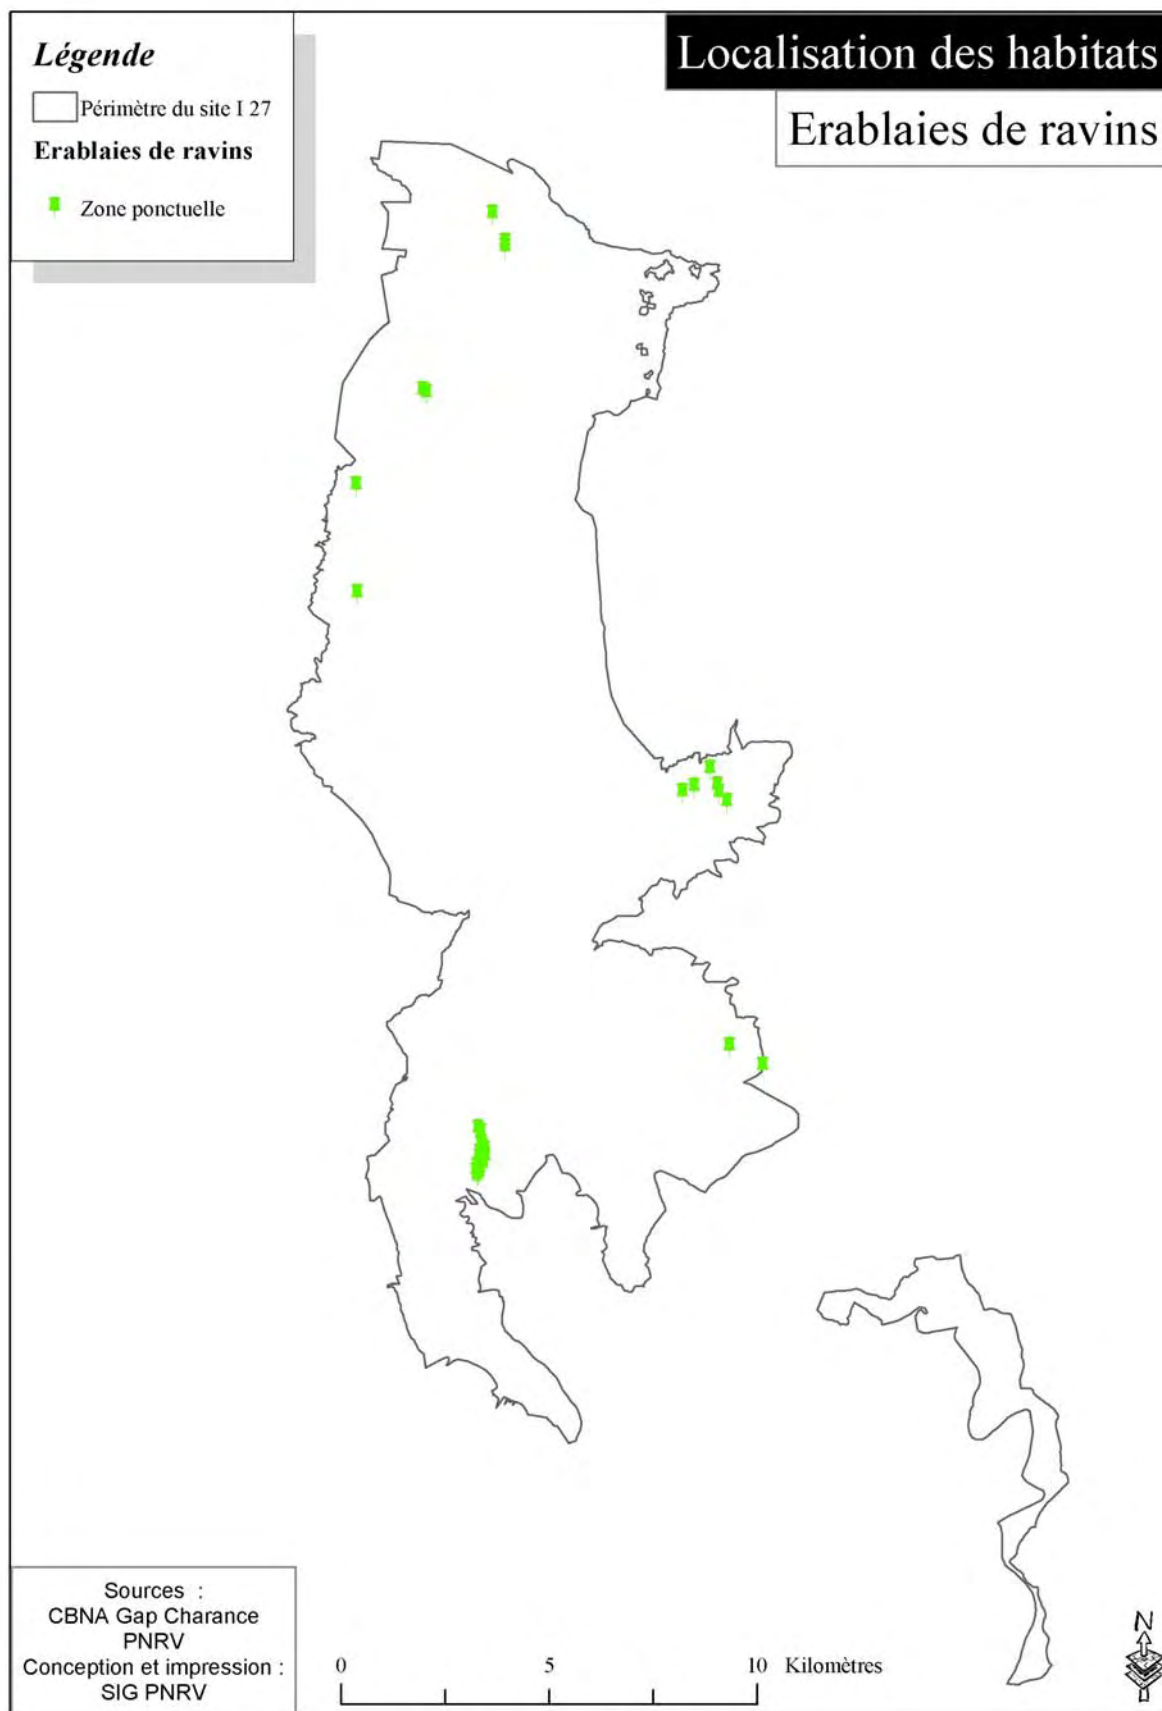 Légende
Périmètre du site I 27
Erablaies de ravins
Zone ponctuelle
Localisation des habitats
Erablaies de ravins
Sources :
CBNA Gap Charance
PNRV
Conception et impression :
SIG PNRV
0 5 10 Kilomètres
N